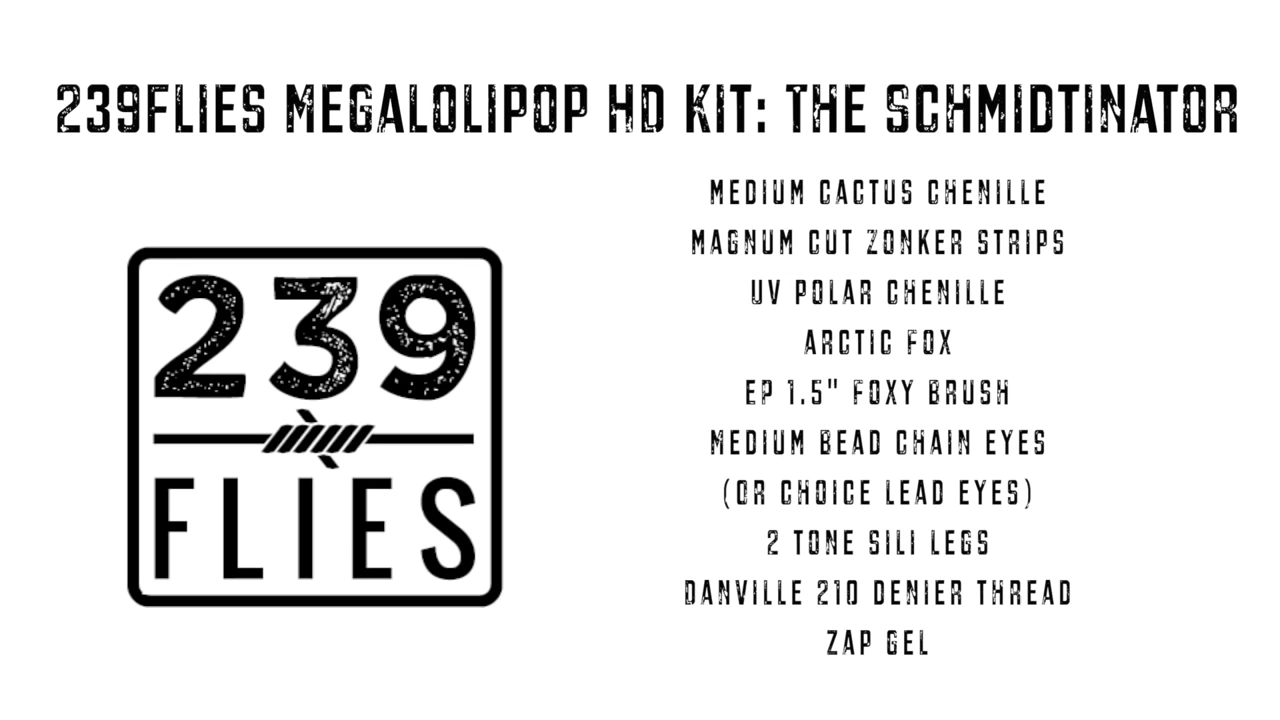 239FLIES MEGALOLIPOP HD KIT: THE SCHMIDTINATOR
MEDIUM CACTUS CHENILLE
MAGNUM CUT ZONKER STRIPS
UV POLAR CHENILLE
ARCTIC FOX
EP 1.5" FOXY BRUSH
MEDIUM BEAD CHAIN EYES
(OR CHOICE LEAD EYES)
2 TONE SILI LEGS
DANVILLE 210 DENIER THREAD
ZAP GEL
239
FLIES